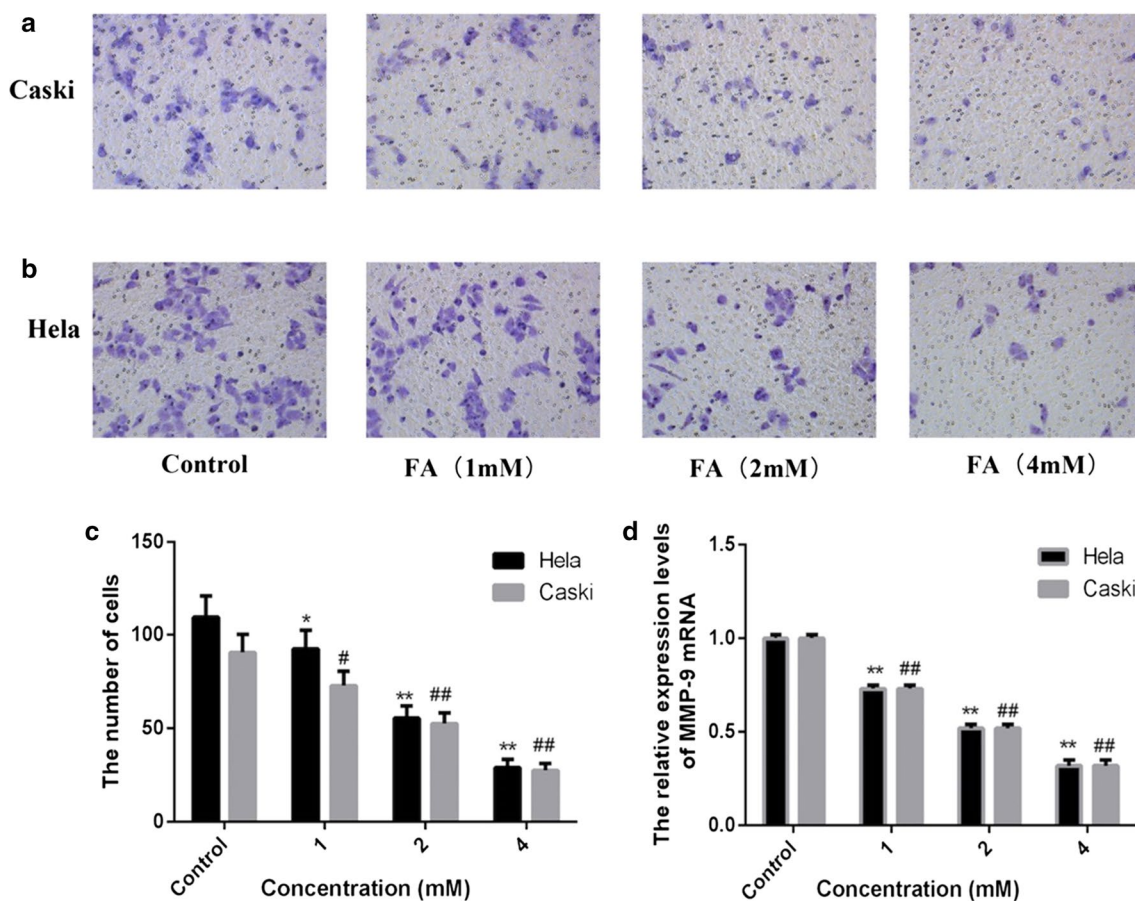 a
Caski
b
Hela
Control
FA（1mM）
FA（2mM）
FA（4mM）
c
The number of cells
150
100
50
0
Hela
Caski
*
#
**
##
**
##
Control
1
2
4
Concentration (mM)
d
The relative expression levels
of MMP-9 mRNA
1.5
1.0
0.5
0.0
Hela
Caski
**
##
**
##
**
##
Control
1
2
4
Concentration (mM)